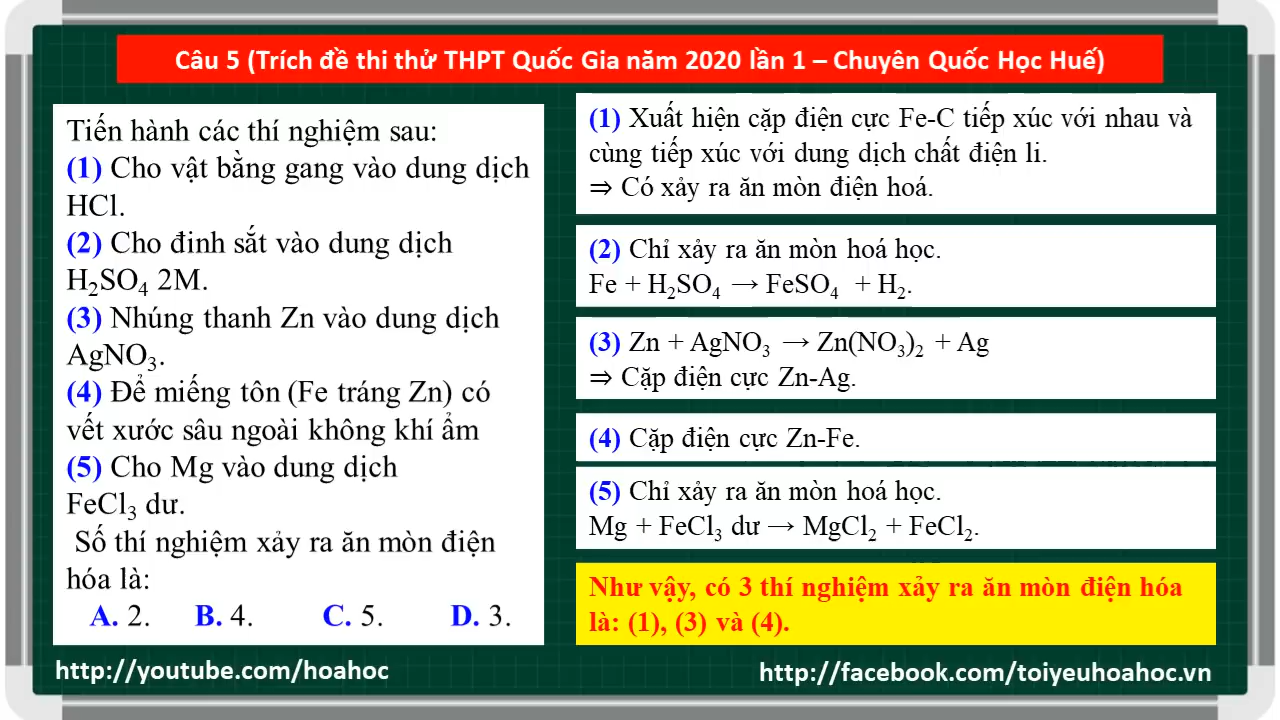 Câu 5 (Trích đề thi thử THPT Quốc Gia năm 2020 lần 1 – Chuyên Quốc Học Huế)
Tiến hành các thí nghiệm sau:
(1) Cho vật bằng gang vào dung dịch
HCl.
(2) Cho đinh sắt vào dung dịch
H₂SO₄ 2M.
(3) Nhúng thanh Zn vào dung dịch
AgNO₃.
(4) Để miếng tôn (Fe tráng Zn) có
vết xước sâu ngoài không khí ẩm
(5) Cho Mg vào dung dịch
FeCl₃ dư.
Số thí nghiệm xảy ra ăn mòn điện
hóa là:
A. 2. B. 4. C. 5. D. 3.
(1) Xuất hiện cặp điện cực Fe-C tiếp xúc với nhau và
cùng tiếp xúc với dung dịch chất điện li.
⇒ Có xảy ra ăn mòn điện hoá.
(2) Chỉ xảy ra ăn mòn hoá học.
Fe + H₂SO₄ → FeSO₄ + H₂.
(3) Zn + AgNO₃ → Zn(NO₃)₂ + Ag
⇒ Cặp điện cực Zn-Ag.
(4) Cặp điện cực Zn-Fe.
(5) Chỉ xảy ra ăn mòn hoá học.
Mg + FeCl₃ dư → MgCl₂ + FeCl₂.
Như vậy, có 3 thí nghiệm xảy ra ăn mòn điện hóa
là: (1), (3) và (4).
http://youtube.com/hoahoc
http://facebook.com/toiyeuhoahoc.vn